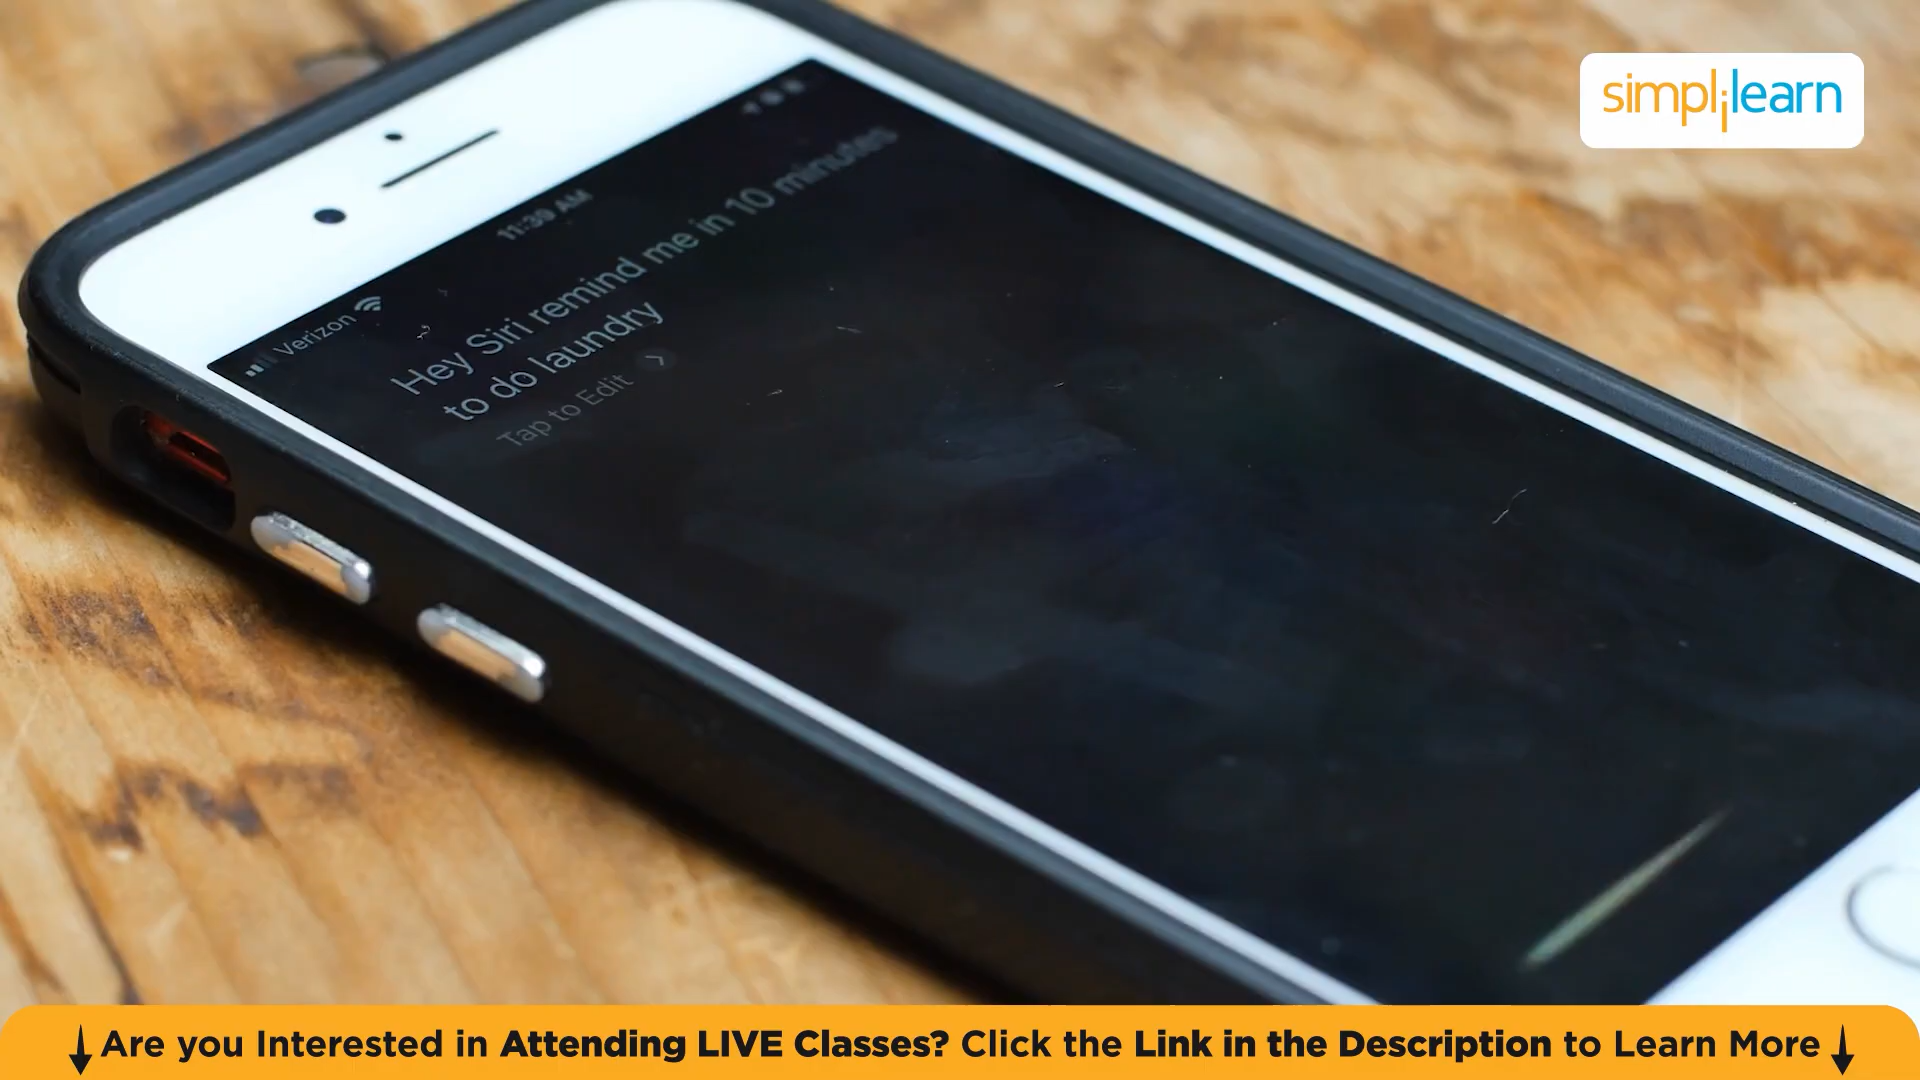 simplilearn
11:39 AM
Verizon
Hey Siri remind me in 10 minutes
to do laundry
Tap to Edit
Are you Interested in Attending LIVE Classes? Click the Link in the Description to Learn More